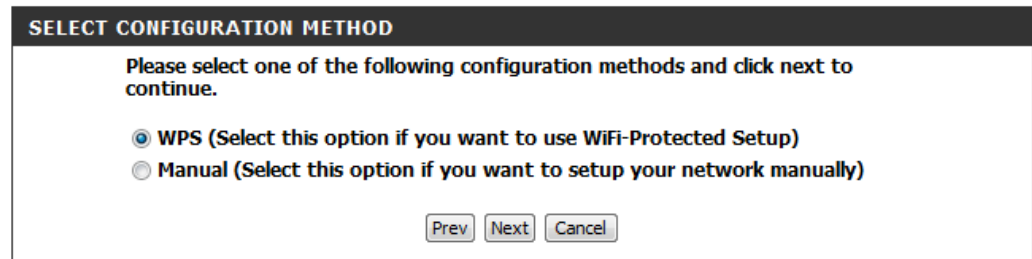 SELECT CONFIGURATION METHOD
Please select one of the following configuration methods and click next to
continue.
WPS (Select this option if you want to use WiFi-Protected Setup)
Manual (Select this option if you want to setup your network manually)
Prev Next Cancel